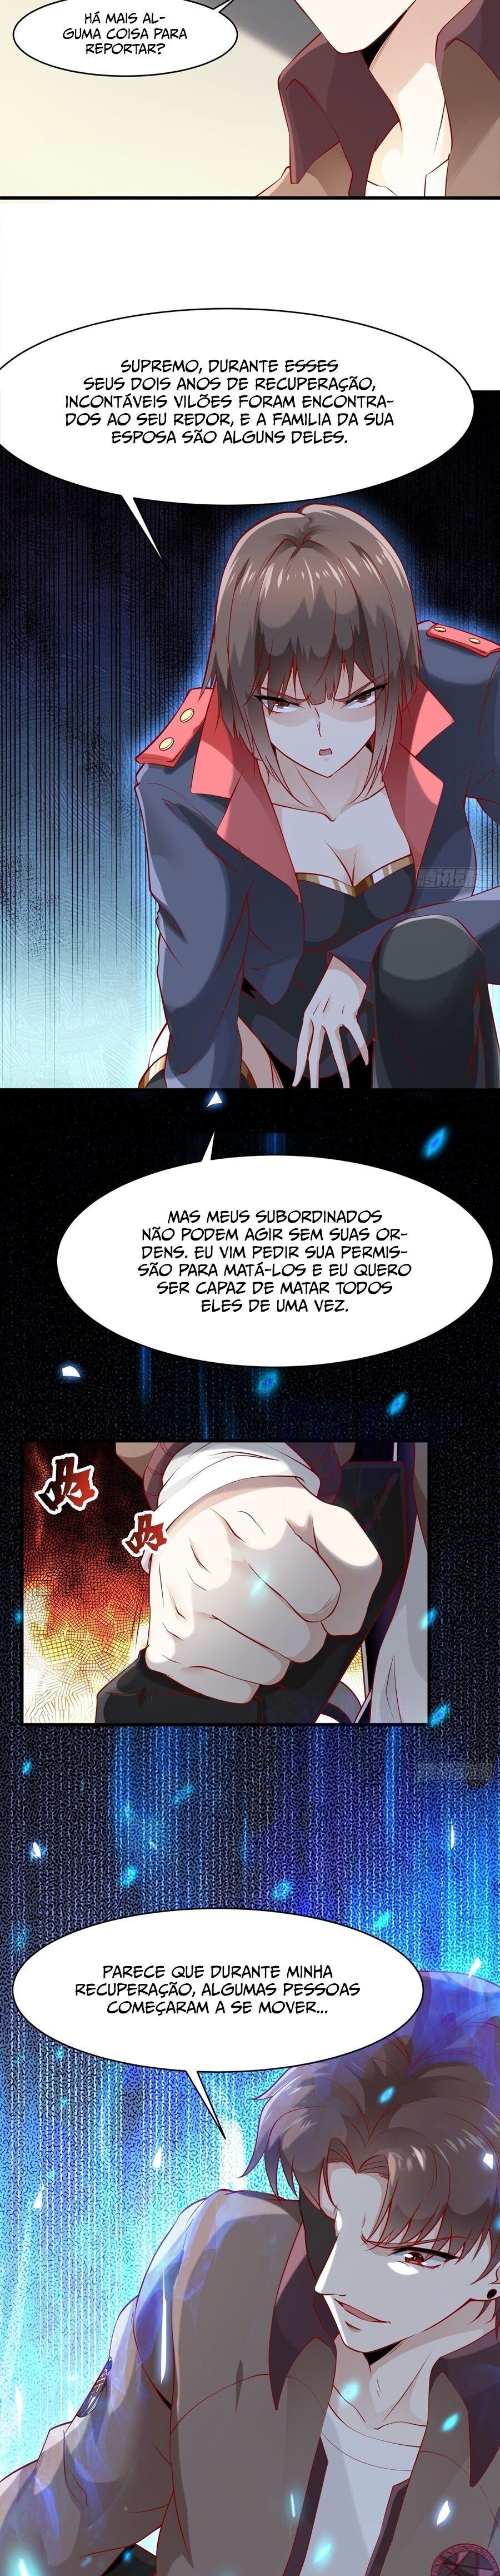 HÁ MAIS AL-
GUMA COISA PARA
REPORTAR?
SUPREMO, DURANTE ESSES
SEUS DOIS ANOS DE RECUPERAÇÃO,
INCONTÁVEIS VILÕES FORAM ENCONTRA-
DOS AO SEU REDOR, E A FAMILIA DA SUA
ESPOSA SÃO ALGUNS DELES.
MAS MEUS SUBORDINADOS
NÃO PODEM AGIR SEM SUAS OR-
DENS. EU VIM PEDIR SUA PERMIS-
SÃO PARA MATÁ-LOS E EU QUERO
SER CAPAZ DE MATAR TODOS
ELES DE UMA VEZ.
PARECE QUE DURANTE MINHA
RECUPERAÇÃO, ALGUMAS PESSOAS
COMEÇARAM A SE MOVER...